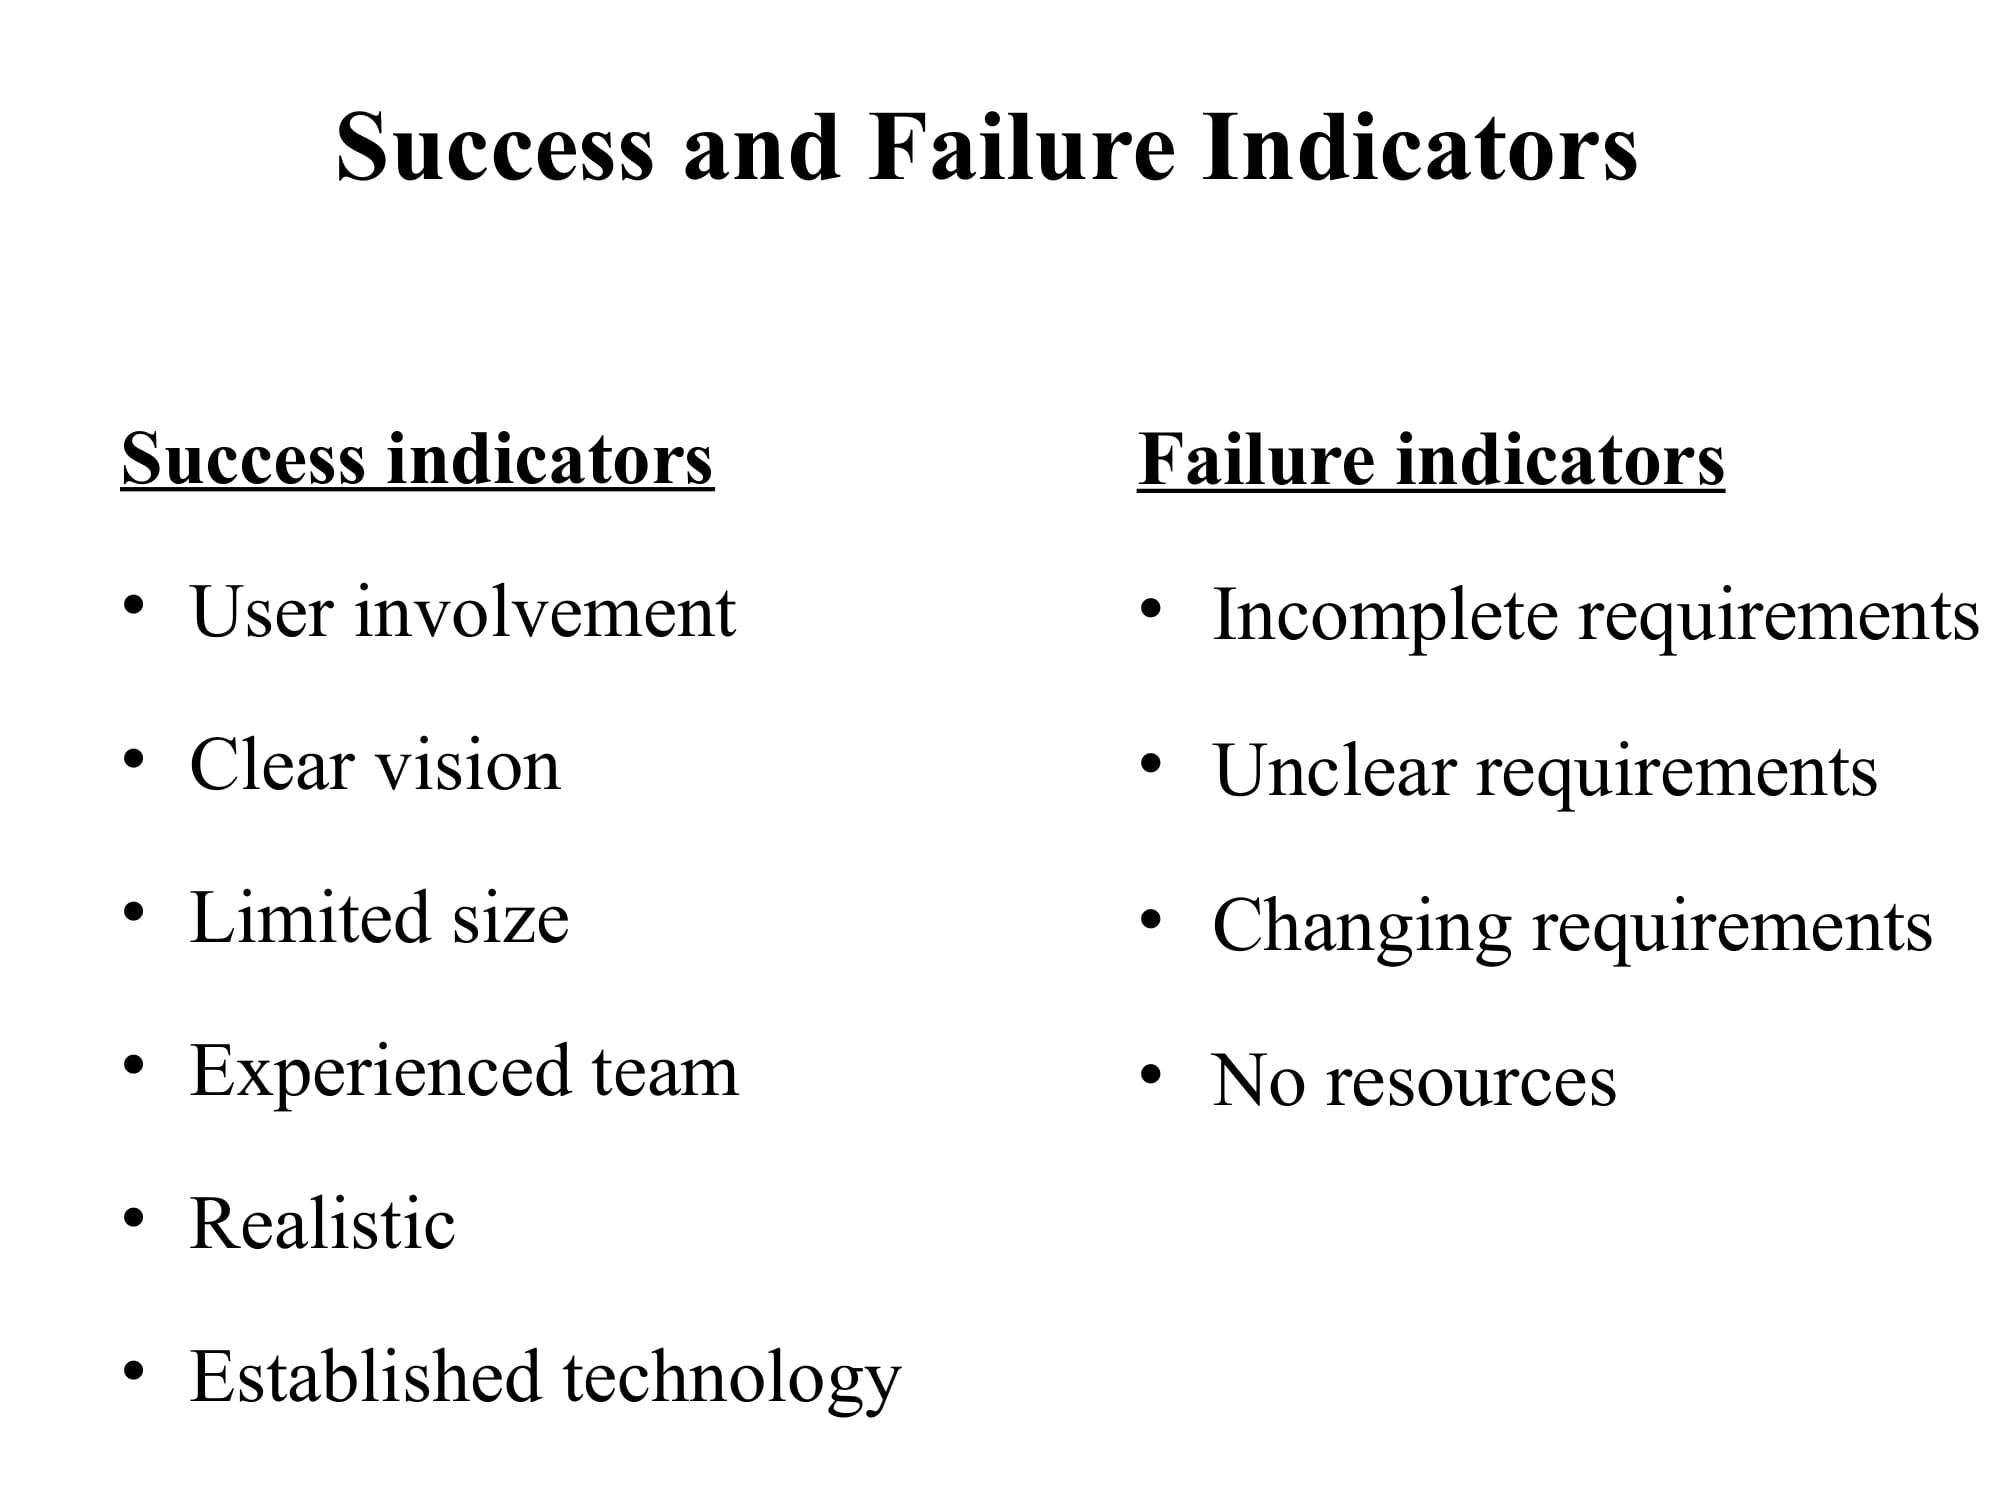 Success and Failure Indicators
Success indicators
• User involvement
• Clear vision
• Limited size
• Experienced team
• Realistic
• Established technology
Failure indicators
• Incomplete requirements
• Unclear requirements
• Changing requirements
• No resources